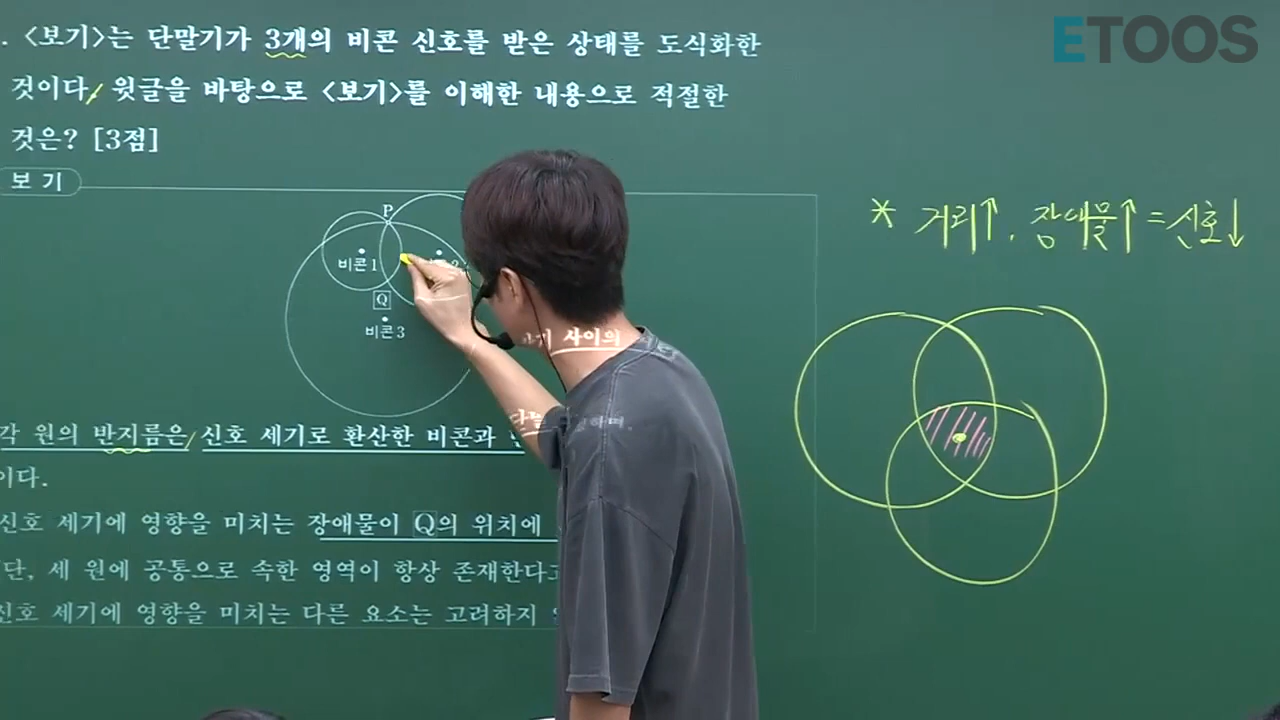 ETOOS
. <보기>는 단말기가 3개의 비콘 신호를 받은 상태를 도식화한
것이다. 윗글을 바탕으로 <보기>를 이해한 내용으로 적절한
것은? [3점]
보 기
P
비콘 1
Q
비콘 3
사이의
각 원의 반지름은 신호 세기로 환산한 비콘과
이다.
신호 세기에 영향을 미치는 장애물이 Q의 위치에
단, 세 원에 공통으로 속한 영역이 항상 존재한다고
신호 세기에 영향을 미치는 다른 요소는 고려하지
* 거리↑, 장애물↑ = 신호↓